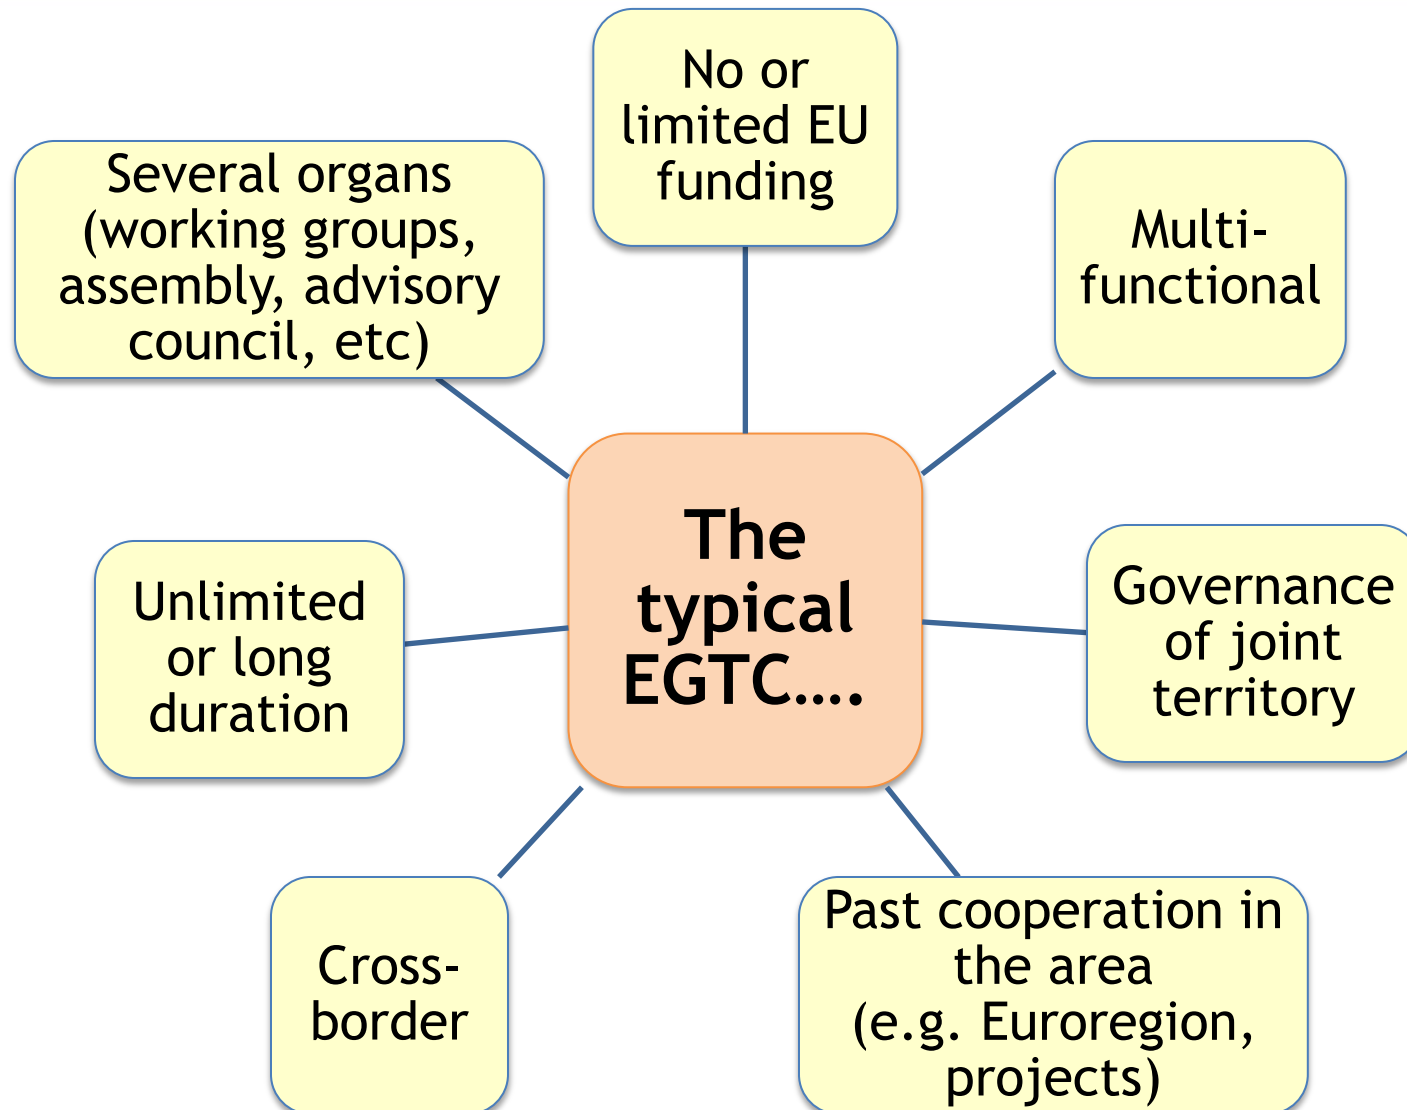 No or
limited EU
funding
Several organs
(working groups,
assembly, advisory
council, etc)
Multi-
functional
The
typical
EGTC....
Unlimited
or long
duration
Governance
of joint
territory
Cross-
border
Past cooperation in
the area
(e.g. Euroregion,
projects)